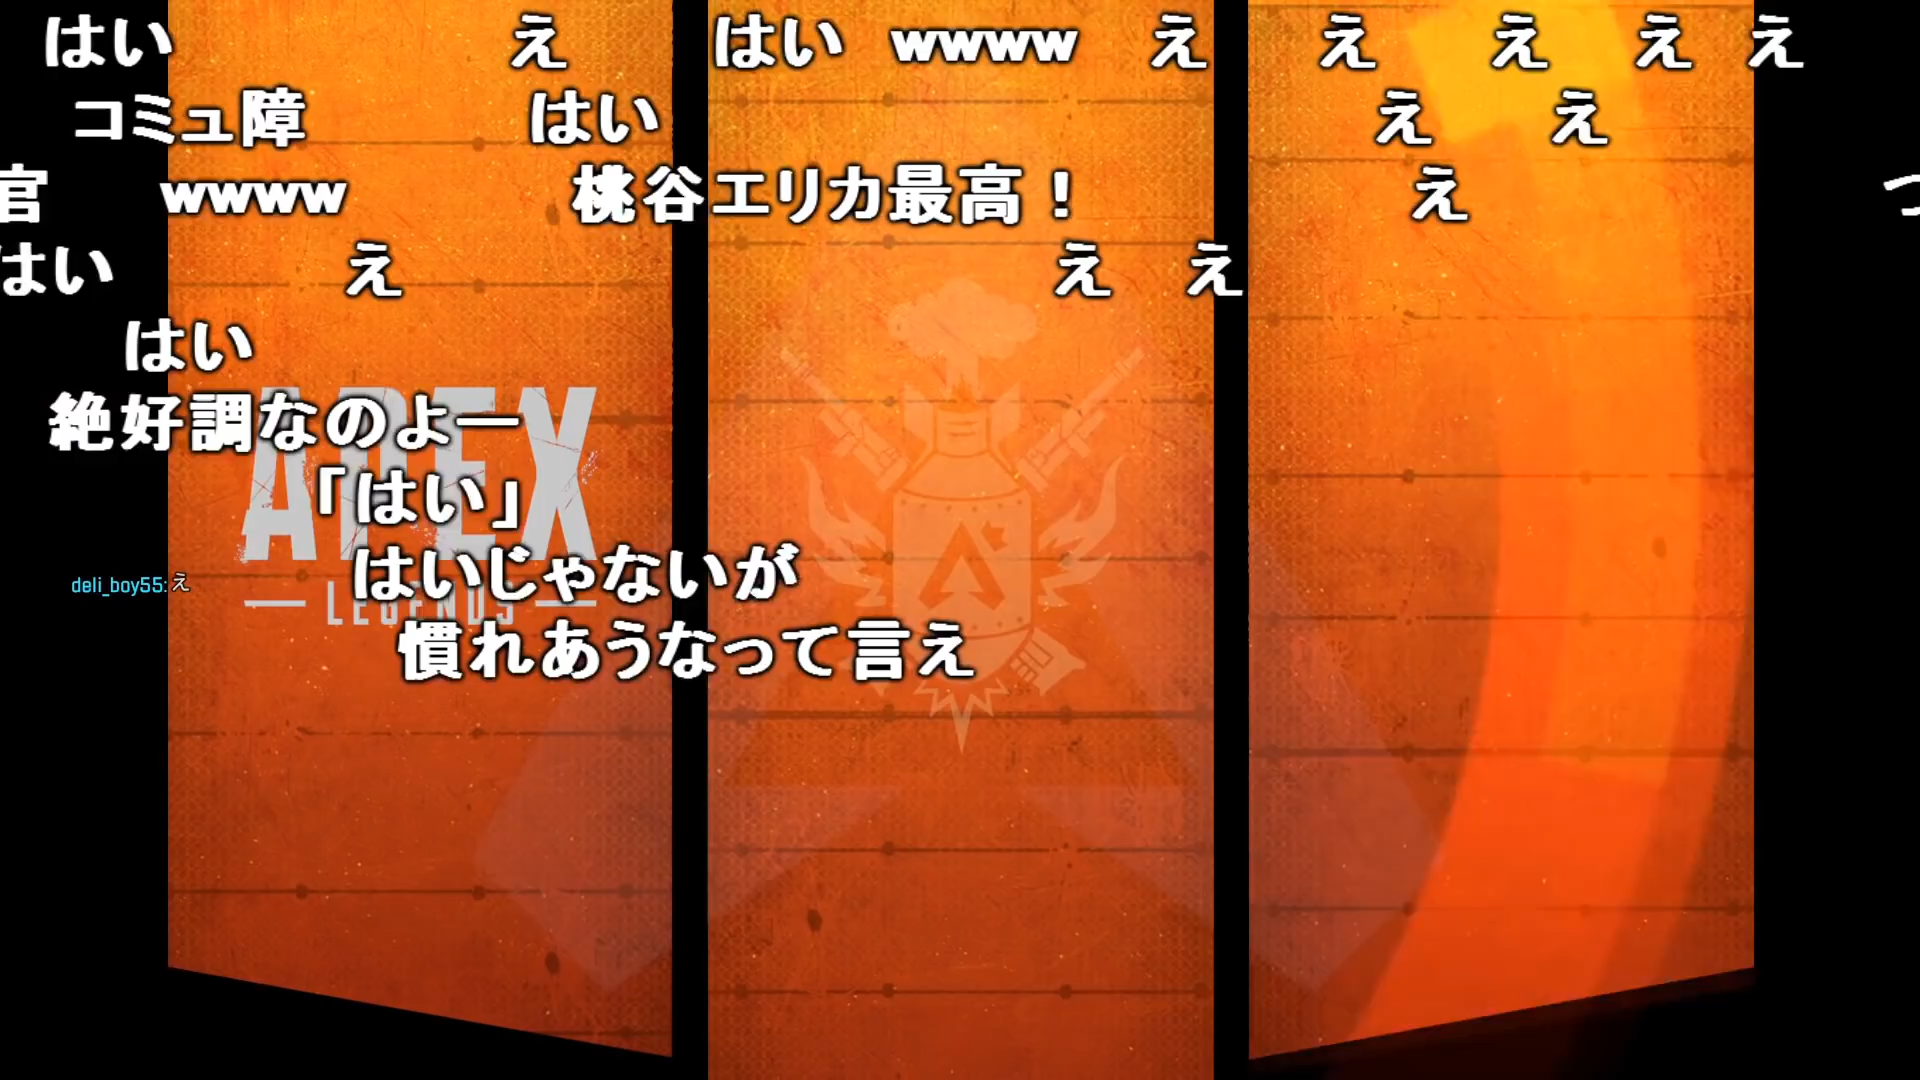 はい え はい wwww え え え え え
コミュ障 はい え え
官 wwww 桃谷エリカ最高！ え つ
はい え え え
はい
絶好調なのよー
APEX
「はい」
はいじゃないが
deli_boy55:え
LEGENDS
慣れあうなって言え